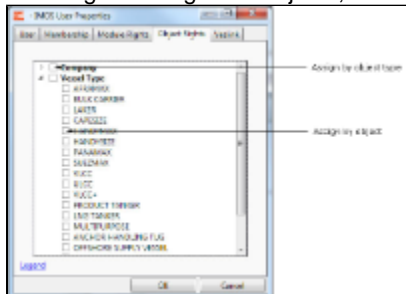 IMOS User Properties
User Membership Module Rights Object Rights
Company
Assign by object type
Vessel Type
AFRAMAX
BULK CARRIER
LAKER
CAPESIZE
Assign by object
HANDYSIZE
PANAMAX
SUEZMAX
VLCC
ULCC
VLCC+
PRODUCT TANKER
LNG TANKER
MULTIPURPOSE
ANCHOR HANDLING TUG
OFFSHORE SUPPLY VESSEL
Legend
OK Cancel